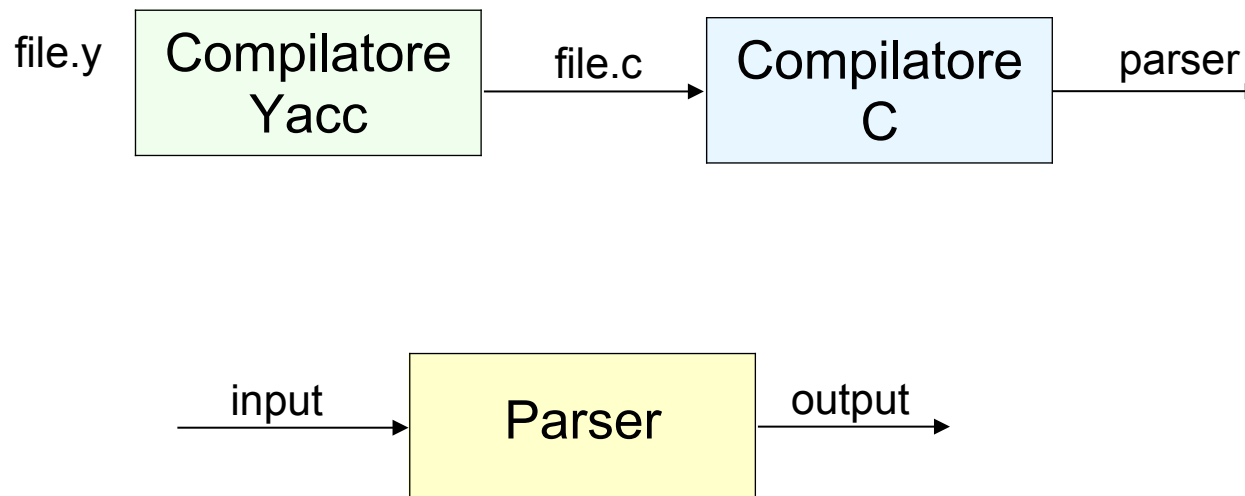 file.y
Compilatore
Yacc
file.c
Compilatore
C
parser
input
Parser
output